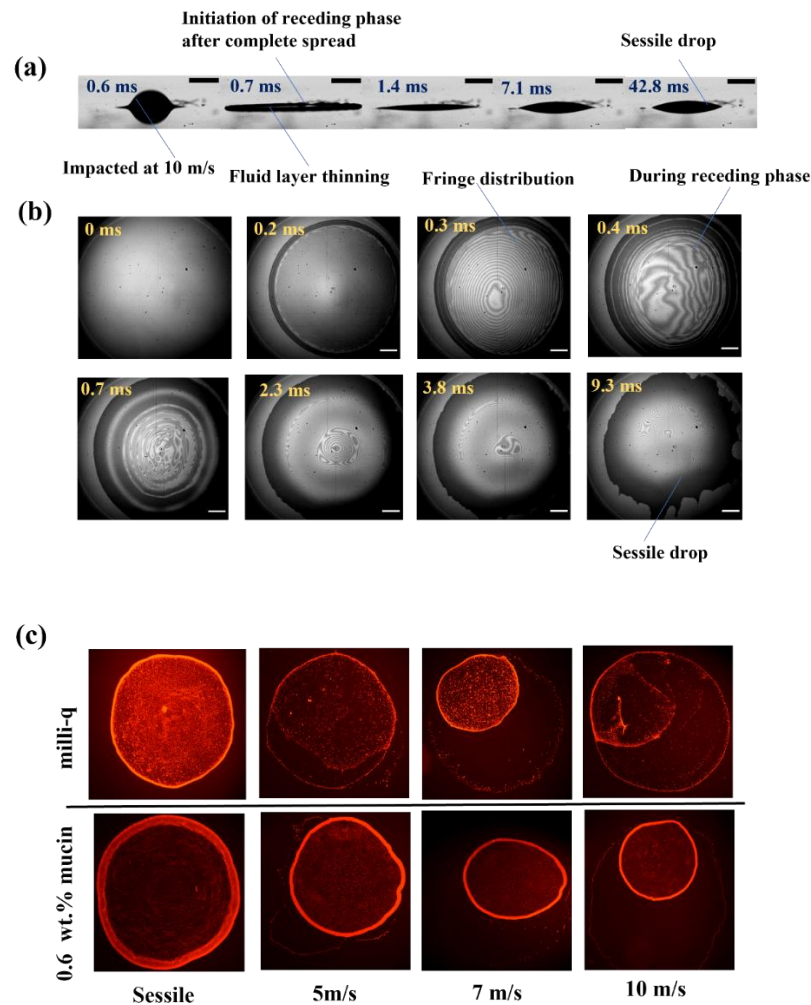 Initiation of receding phase
after complete spread
Sessile drop
(a)
0.6 ms
0.7 ms
1.4 ms
7.1 ms
42.8 ms
Impacted at 10 m/s
Fluid layer thinning
Fringe distribution
During receding phase
(b)
0 ms
0.2 ms
0.3 ms
0.4 ms
0.7 ms
2.3 ms
3.8 ms
9.3 ms
Sessile drop
(c)
milli-q
0.6 wt.% mucin
Sessile
5m/s
7 m/s
10 m/s